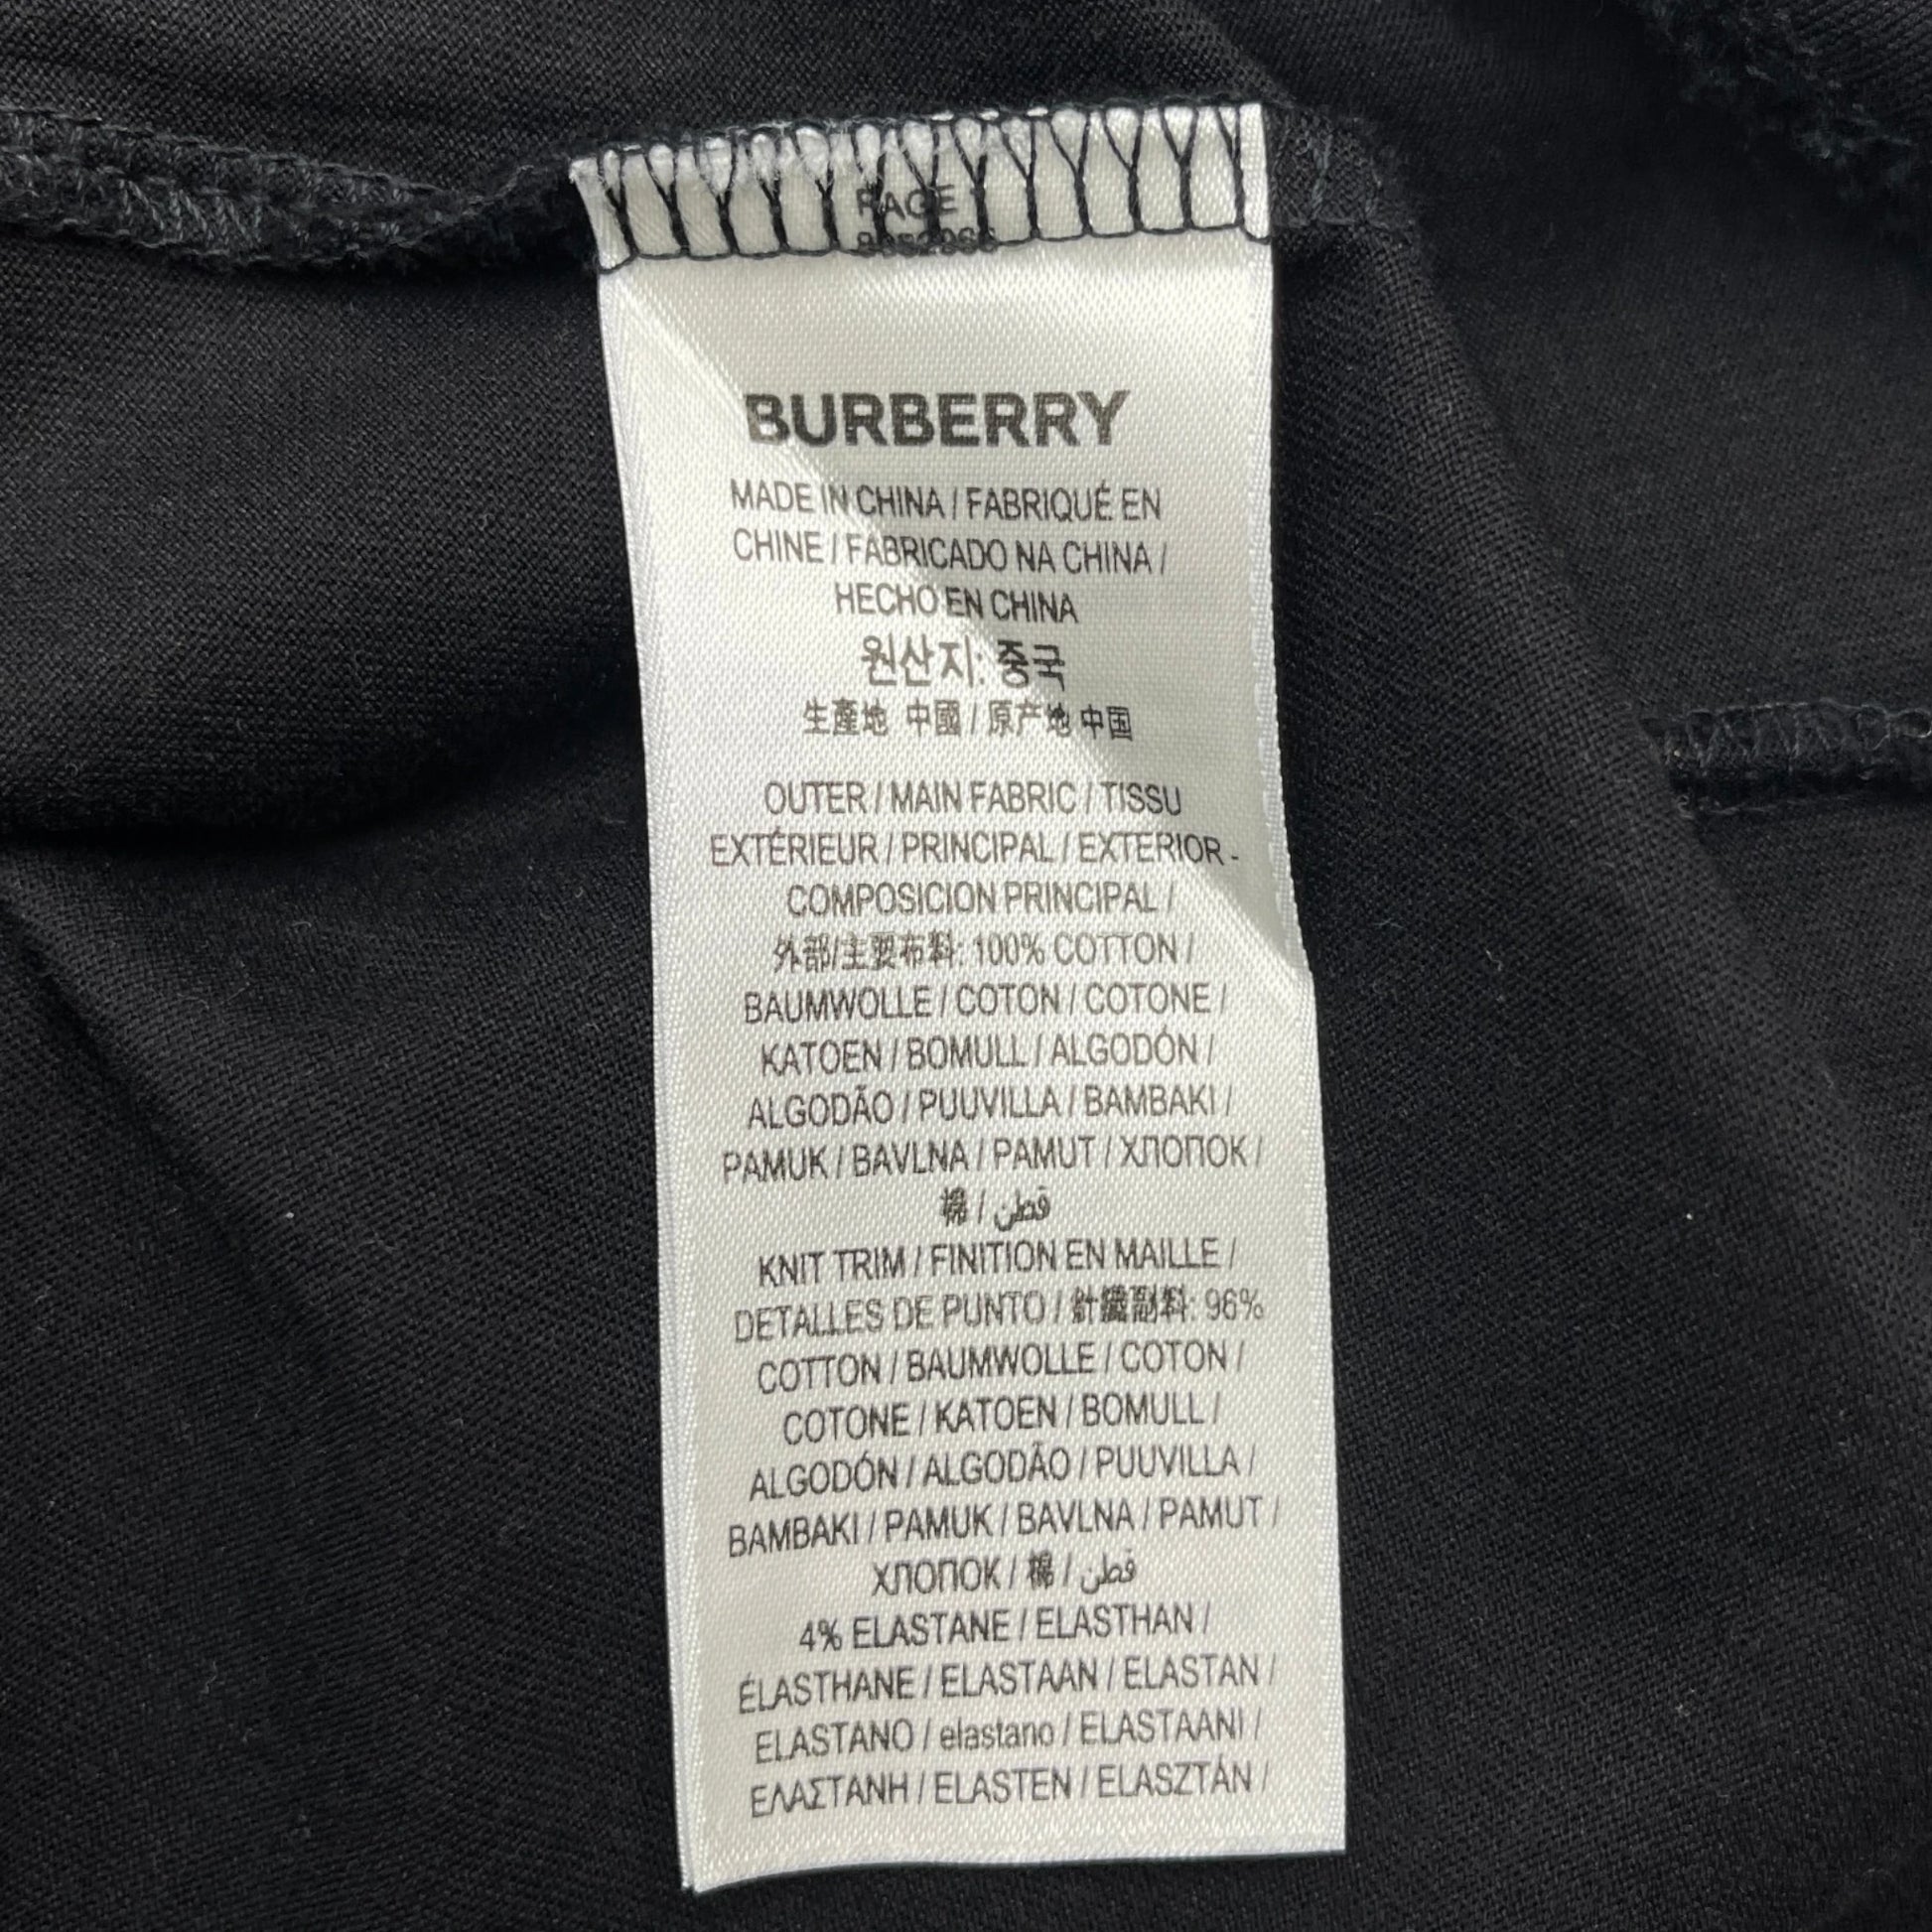 BURBERRY
MADE IN CHINA / FABRIQUÉ EN
CHINE / FABRICADO NA CHINA /
HECHO EN CHINA
원산지: 중국
生產地 中國 / 原产地 中国
OUTER / MAIN FABRIC / TISSU
EXTÉRIEUR / PRINCIPAL / EXTERIOR -
COMPOSICION PRINCIPAL /
外部/主要布料: 100% COTTON /
BAUMWOLLE / COTON / COTONE /
KATOEN / BOMULL / ALGODÓN /
ALGODÃO / PUUVILLA / BAMBAKI /
PAMUK / BAVLNA / PAMUT / ХЛОПОК /
棉 / قطن
KNIT TRIM / FINITION EN MAILLE /
DETALLES DE PUNTO / 針織副料: 96%
COTTON / BAUMWOLLE / COTON /
COTONE / KATOEN / BOMULL /
ALGODÓN / ALGODÃO / PUUVILLA /
BAMBAKI / PAMUK / BAVLNA / PAMUT /
ХЛОПОК / 棉 / قطن
4% ELASTANE / ELASTHAN /
ÉLASTHANE / ELASTAAN / ELASTAN /
ELASTANO / elastano / ELASTAANI /
ΕΛΑΣΤΑΝΗ / ELASTEN / ELASZTÁN /